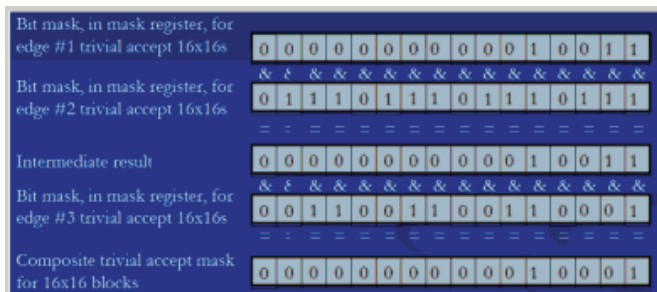 Bit mask, in mask register, for
edge #1 trivial accept 16x16s
0 0 0 0 0 0 0 0 0 0 0 1 0 0 1 1
& & & & & & & & & & & & & & & &
Bit mask, in mask register, for
edge #2 trivial accept 16x16s
0 1 1 1 0 1 1 1 0 1 1 1 0 1 1 1
= = = = = = = = = = = = = = = =
Intermediate result
0 0 0 0 0 0 0 0 0 0 0 1 0 0 1 1
& & & & & & & & & & & & & & & &
Bit mask, in mask register, for
edge #3 trivial accept 16x16s
0 0 1 1 0 0 1 1 0 0 1 1 0 0 0 1
= = = = = = = = = = = = = = = =
Composite trivial accept mask
for 16x16 blocks
0 0 0 0 0 0 0 0 0 0 0 1 0 0 0 1